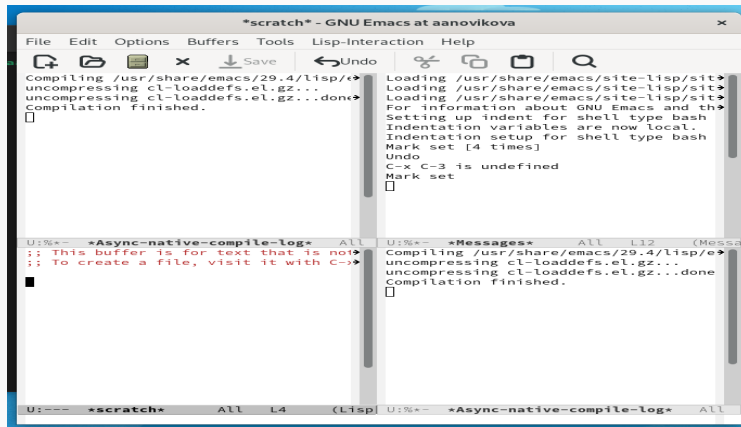 *scratch* - GNU Emacs at aanovikova
File Edit Options Buffers Tools Lisp-Interaction Help
Save Undo
Compiling /usr/share/emacs/29.4/lisp/e
uncompressing cl-loaddefs.el.gz...
uncompressing cl-loaddefs.el.gz...done
Compilation finished.
U:%*- *Async-native-compile-log* All
Loading /usr/share/emacs/site-lisp/sit
Loading /usr/share/emacs/site-lisp/sit
Loading /usr/share/emacs/site-lisp/sit
For information about GNU Emacs and th
Setting up indent for shell type bash
Indentation variables are now local.
Indentation setup for shell type bash
Mark set [4 times]
Undo
C-x C-3 is undefined
Mark set
U:%*- *Messages* All L12 (Messa
;; This buffer is for text that is not
;; To create a file, visit it with C-x
U:--- *scratch* All L4 (Lisp
Compiling /usr/share/emacs/29.4/lisp/e
uncompressing cl-loaddefs.el.gz...
uncompressing cl-loaddefs.el.gz...done
Compilation finished.
U:%*- *Async-native-compile-log* All